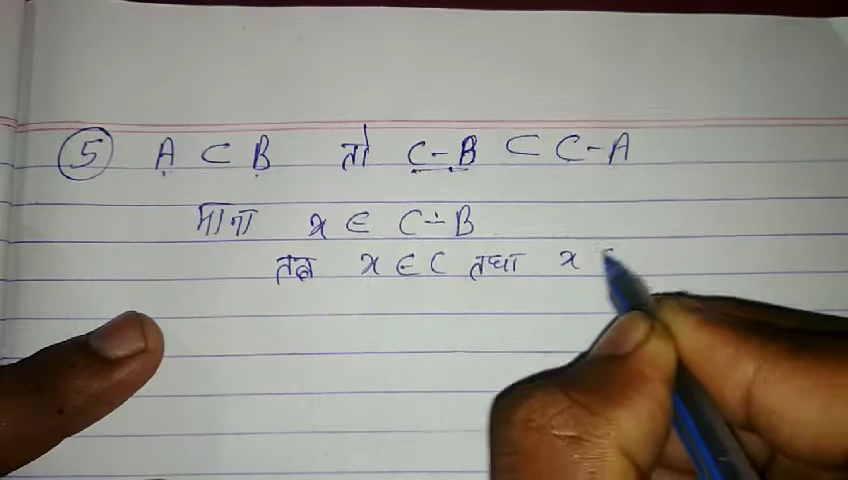 (5) A ⊂ B तो C-B ⊂ C-A
माना x ∈ C-B
तब x ∈ C तथा x